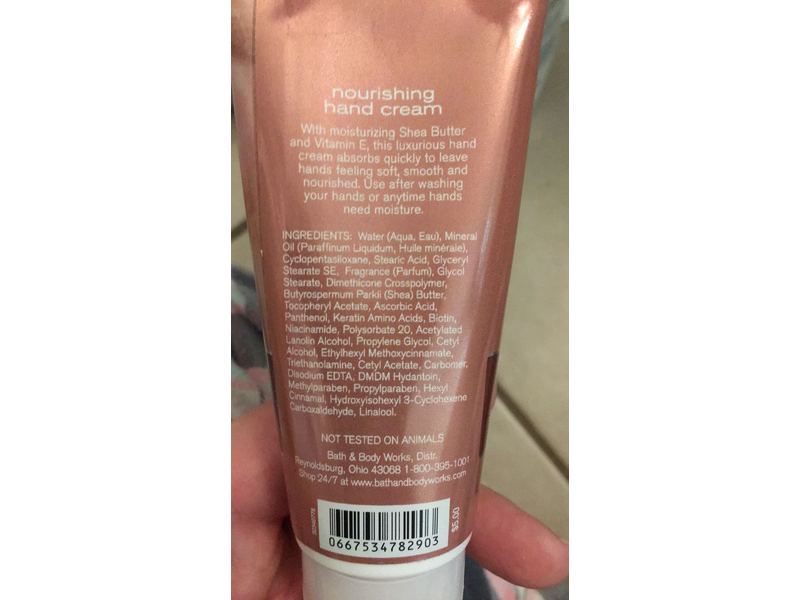 nourishing
hand cream
With moisturizing Shea Butter
and Vitamin E, this luxurious hand
cream absorbs quickly to leave
hands feeling soft, smooth and
nourished. Use after washing
your hands or anytime hands
need moisture.
INGREDIENTS: Water (Aqua, Eau), Mineral
Oil (Paraffinum Liquidum, Huile minérale),
Cyclopentasiloxane, Stearic Acid, Glyceryl
Stearate SE, Fragrance (Parfum), Glycol
Stearate, Dimethicone Crosspolymer,
Butyrospermum Parkii (Shea) Butter,
Tocopheryl Acetate, Ascorbic Acid,
Panthenol, Keratin Amino Acids, Biotin,
Niacinamide, Polysorbate 20, Acetylated
Lanolin Alcohol, Propylene Glycol, Cetyl
Alcohol, Ethylhexyl Methoxycinnamate,
Triethanolamine, Cetyl Acetate, Carbomer,
Disodium EDTA, DMDM Hydantoin,
Methylparaben, Propylparaben, Hexyl
Cinnamal, Hydroxyisohexyl 3-Cyclohexene
Carboxaldehyde, Linalool.
NOT TESTED ON ANIMALS
Bath & Body Works, Distr.
Reynoldsburg, Ohio 43068 1-800-395-1001
Shop 24/7 at www.bathandbodyworks.com
$5.00
0667534782903